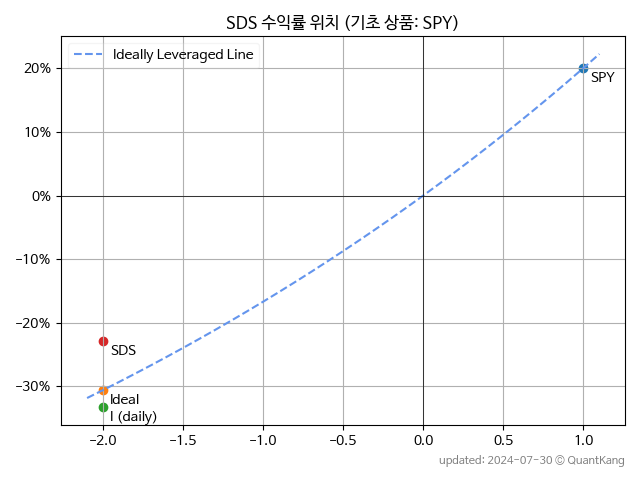 SDS 수익률 위치 (기초 상품: SPY)
Ideally Leveraged Line
20%
10%
0%
-10%
-20%
-30%
SPY
SDS
Ideal
l (daily)
-2.0 -1.5 -1.0 -0.5 0.0 0.5 1.0
updated: 2024-07-30 © QuantKang